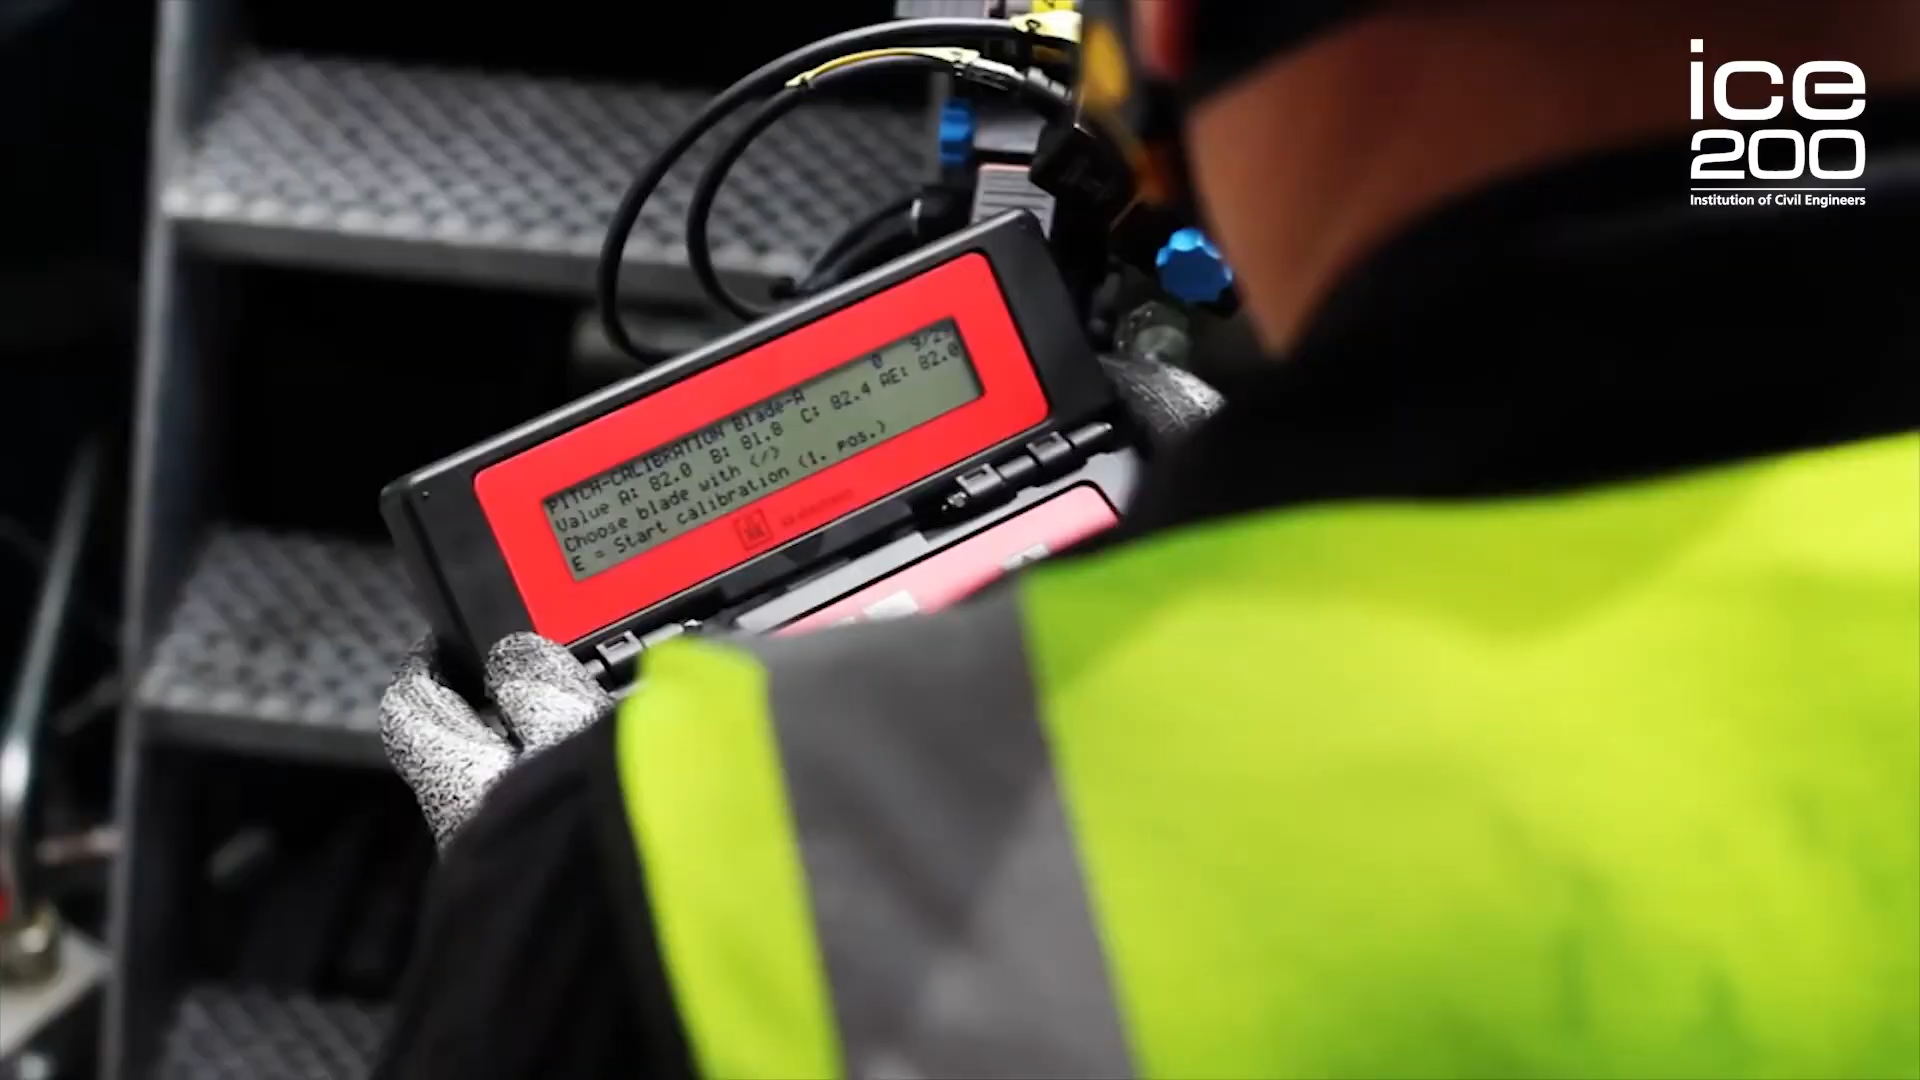 ice
200
Institution of Civil Engineers
PITCH-CALIBRATION Blade-A 0
Value A: 82.0 B: 81.8 C: 82.4 AE: 82.0
Choose blade with (/)
E = Start calibration (1. pos.)